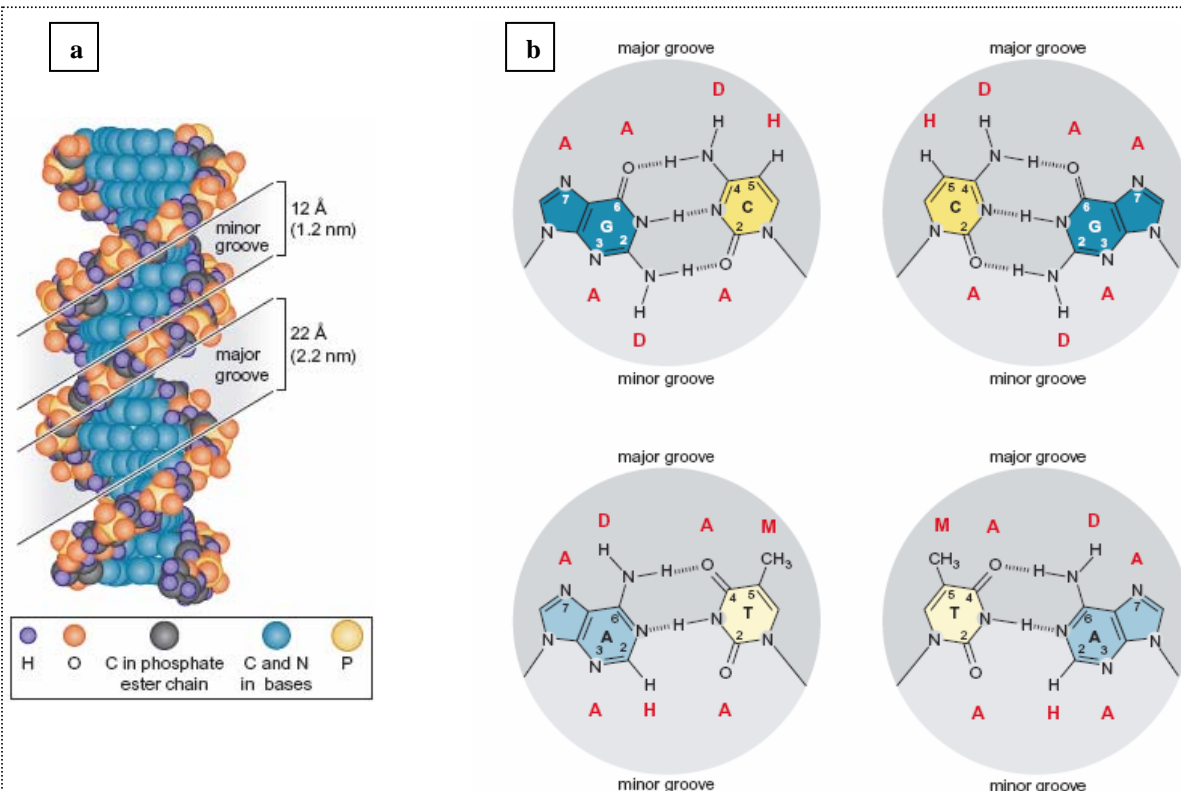 a
minor
groove
12 Å
(1.2 nm)
major
groove
22 Å
(2.2 nm)
H
O
C in phosphate
ester chain
C and N
in bases
P
b
major groove
D
H
A
A
H
H
O
H
N
N
7
6
5
4
N
H
N
G
C
3
2
2
N
N
N
O
N
H
A
A
H
D
minor groove
major groove
D
H
A
A
H
H
N
H
O
N
5
4
6
7
C
N
H
N
G
2
2
3
N
N
N
O
H
N
A
A
H
D
minor groove
major groove
D
A
M
A
H
O
CH₃
N
H
N
7
6
4
5
N
H
N
A
T
3
2
2
N
N
N
O
H
A
H
A
minor groove
major groove
M
A
D
A
CH₃
O
H
H
N
N
5
4
6
7
T
N
H
N
A
2
2
3
N
N
N
O
H
A
H
A
minor groove